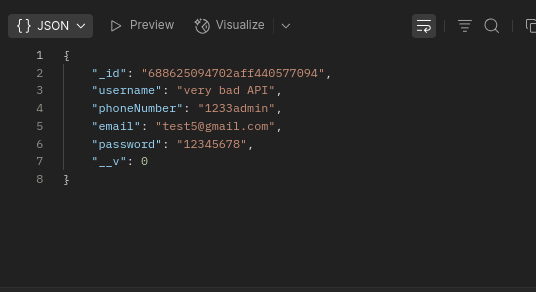 {} JSON Preview Visualize
1 {
2 "_id": "688625094702aff440577094",
3 "username": "very bad API",
4 "phoneNumber": "1233admin",
5 "email": "test5@gmail.com",
6 "password": "12345678",
7 "__v": 0
8 }